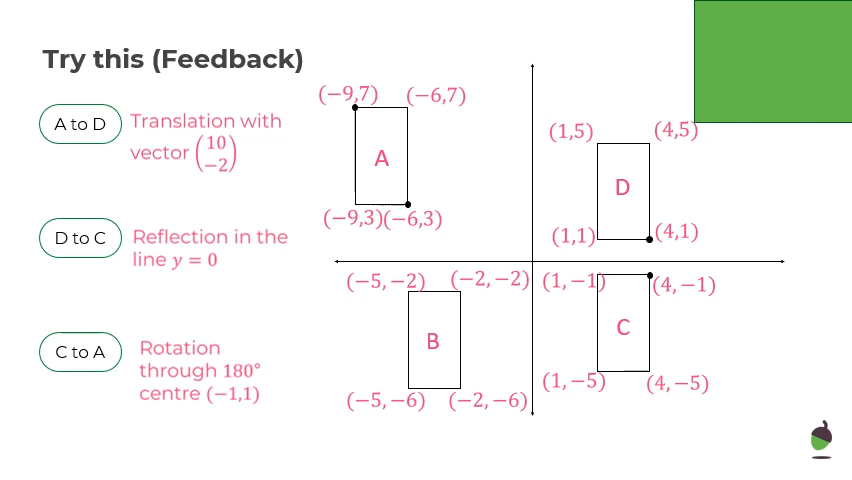 Try this (Feedback)
A to D
Translation with
vector (10 −2)
D to C
Reflection in the
line y = 0
C to A
Rotation
through 180°
centre (−1,1)
(−9,7) (−6,7)
A
(−9,3)(−6,3)
(1,5) (4,5)
D
(1,1) (4,1)
(−5,−2) (−2,−2)
B
(−5,−6) (−2,−6)
(1,−1) (4,−1)
C
(1,−5) (4,−5)